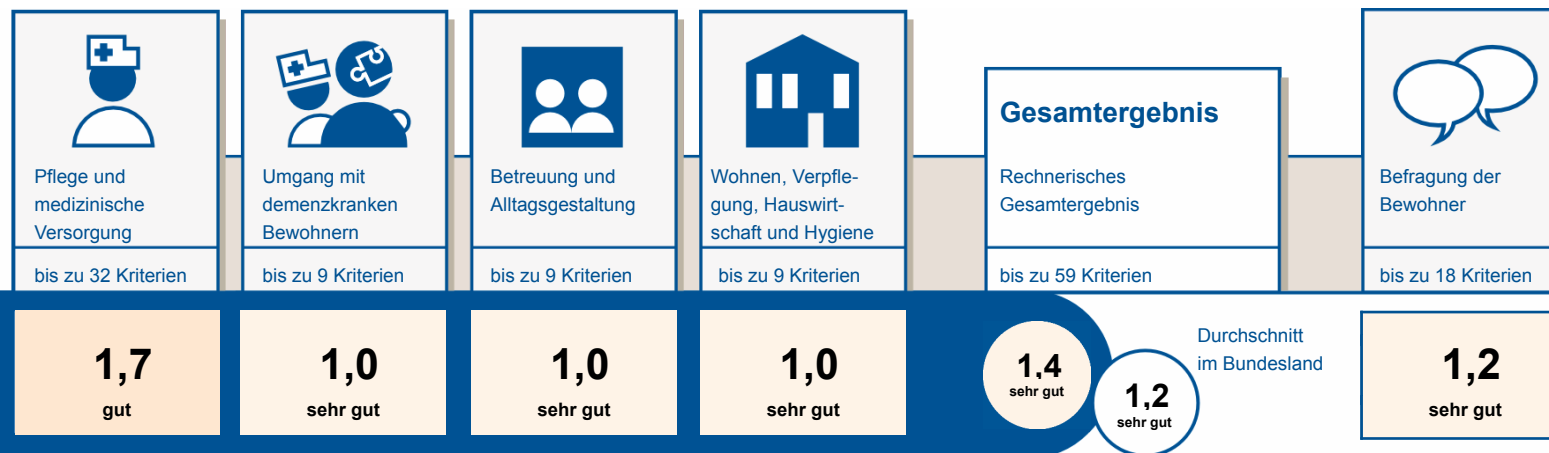 Pflege und
medizinische
Versorgung
bis zu 32 Kriterien
1,7
gut
Umgang mit
demenzkranken
Bewohnern
bis zu 9 Kriterien
1,0
sehr gut
Betreuung und
Alltagsgestaltung
bis zu 9 Kriterien
1,0
sehr gut
Wohnen, Verpfle-
gung, Hauswirt-
schaft und Hygiene
bis zu 9 Kriterien
1,0
sehr gut
Gesamtergebnis
Rechnerisches
Gesamtergebnis
bis zu 59 Kriterien
1,4
sehr gut
Durchschnitt
im Bundesland
1,2
sehr gut
Befragung der
Bewohner
bis zu 18 Kriterien
1,2
sehr gut